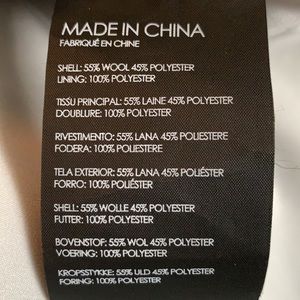 MADE IN CHINA
FABRIQUÉ EN CHINE
SHELL: 55% WOOL 45% POLYESTER
LINING: 100% POLYESTER
TISSU PRINCIPAL: 55% LAINE 45% POLYESTER
DOUBLURE: 100% POLYESTER
RIVESTIMENTO: 55% LANA 45% POLIESTERE
FODERA: 100% POLIESTERE
TELA EXTERIOR: 55% LANA 45% POLIÉSTER
FORRO: 100% POLIÉSTER
SHELL: 55% WOLLE 45% POLYESTER
FUTTER: 100% POLYESTER
BOVENSTOF: 55% WOL 45% POLYESTER
VOERING: 100% POLYESTER
KROPSSTYKKE: 55% ULD 45% POLYESTER
FORING: 100% POLYESTER